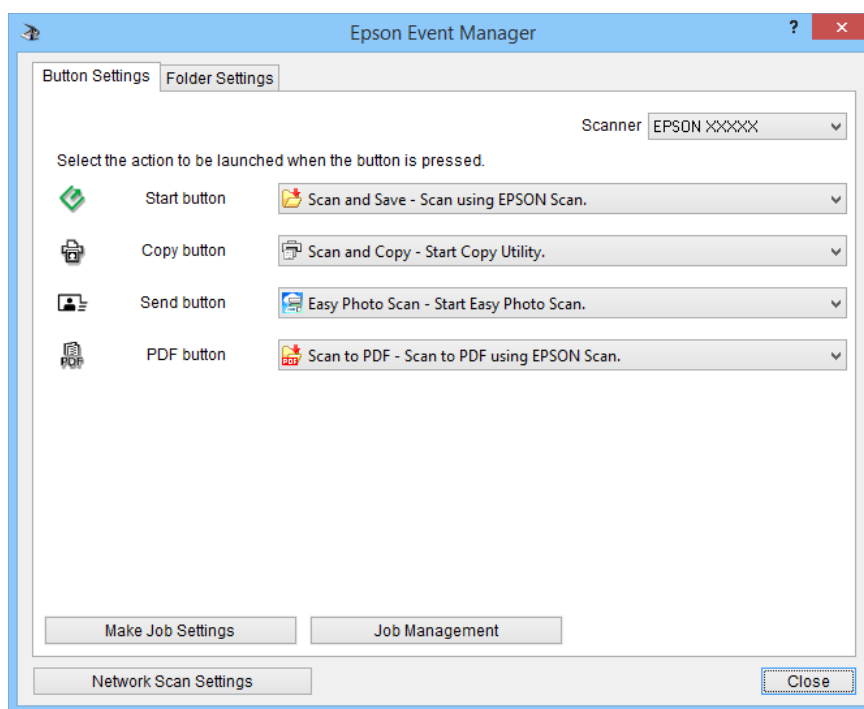 Epson Event Manager
Button Settings Folder Settings
Scanner EPSON XXXXX
Select the action to be launched when the button is pressed.
Start button Scan and Save - Scan using EPSON Scan.
Copy button Scan and Copy - Start Copy Utility.
Send button Easy Photo Scan - Start Easy Photo Scan.
PDF PDF button PDF Scan to PDF - Scan to PDF using EPSON Scan.
Make Job Settings Job Management
Network Scan Settings Close